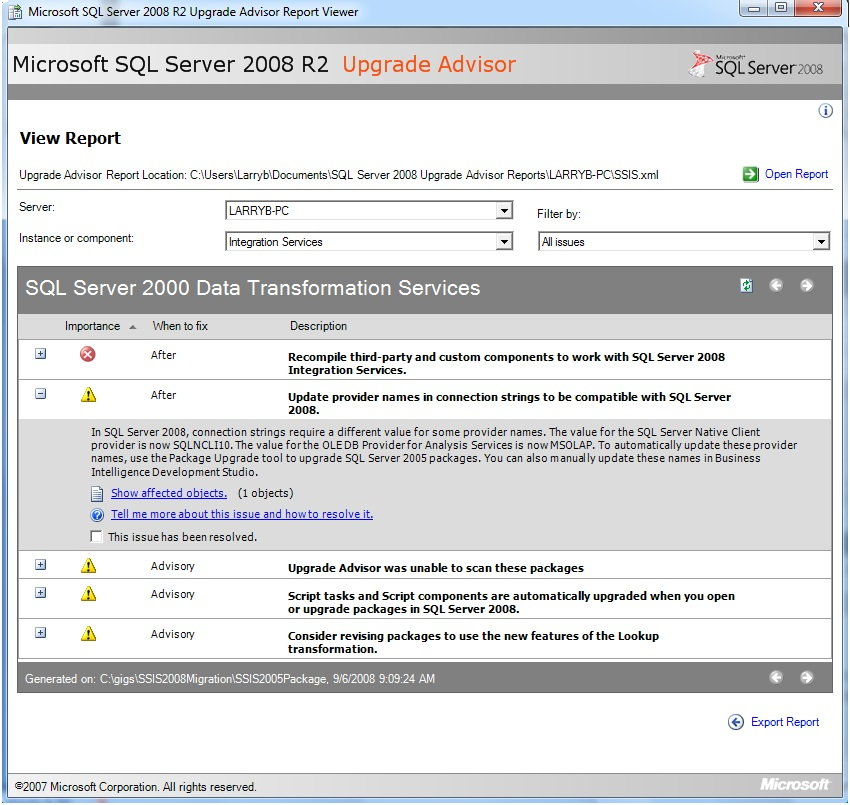 Microsoft SQL Server 2008 R2 Upgrade Advisor Report Viewer
Microsoft SQL Server 2008 R2 Upgrade Advisor
Microsoft
SQL Server 2008
View Report
Upgrade Advisor Report Location: C:\Users\Larryb\Documents\SQL Server 2008 Upgrade Advisor Reports\LARRYB-PC\SSIS.xml
Open Report
Server:
LARRYB-PC
Filter by:
Instance or component:
Integration Services
All issues
SQL Server 2000 Data Transformation Services
Importance When to fix Description
After
Recompile third-party and custom components to work with SQL Server 2008
Integration Services.
After
Update provider names in connection strings to be compatible with SQL Server
2008.
In SQL Server 2008, connection strings require a different value for some provider names. The value for the SQL Server Native Client
provider is now SQLNCLI10. The value for the OLE DB Provider for Analysis Services is now MSOLAP. To automatically update these provider
names, use the Package Upgrade tool to upgrade SQL Server 2005 packages. You can also manually update these names in Business
Intelligence Development Studio.
Show affected objects. (1 objects)
Tell me more about this issue and how to resolve it.
This issue has been resolved.
Advisory
Upgrade Advisor was unable to scan these packages
Advisory
Script tasks and Script components are automatically upgraded when you open
or upgrade packages in SQL Server 2008.
Advisory
Consider revising packages to use the new features of the Lookup
transformation.
Generated on: C:\gigs\SSIS2008Migration\SSIS2005Package, 9/6/2008 9:09:24 AM
Export Report
©2007 Microsoft Corporation. All rights reserved.
Microsoft